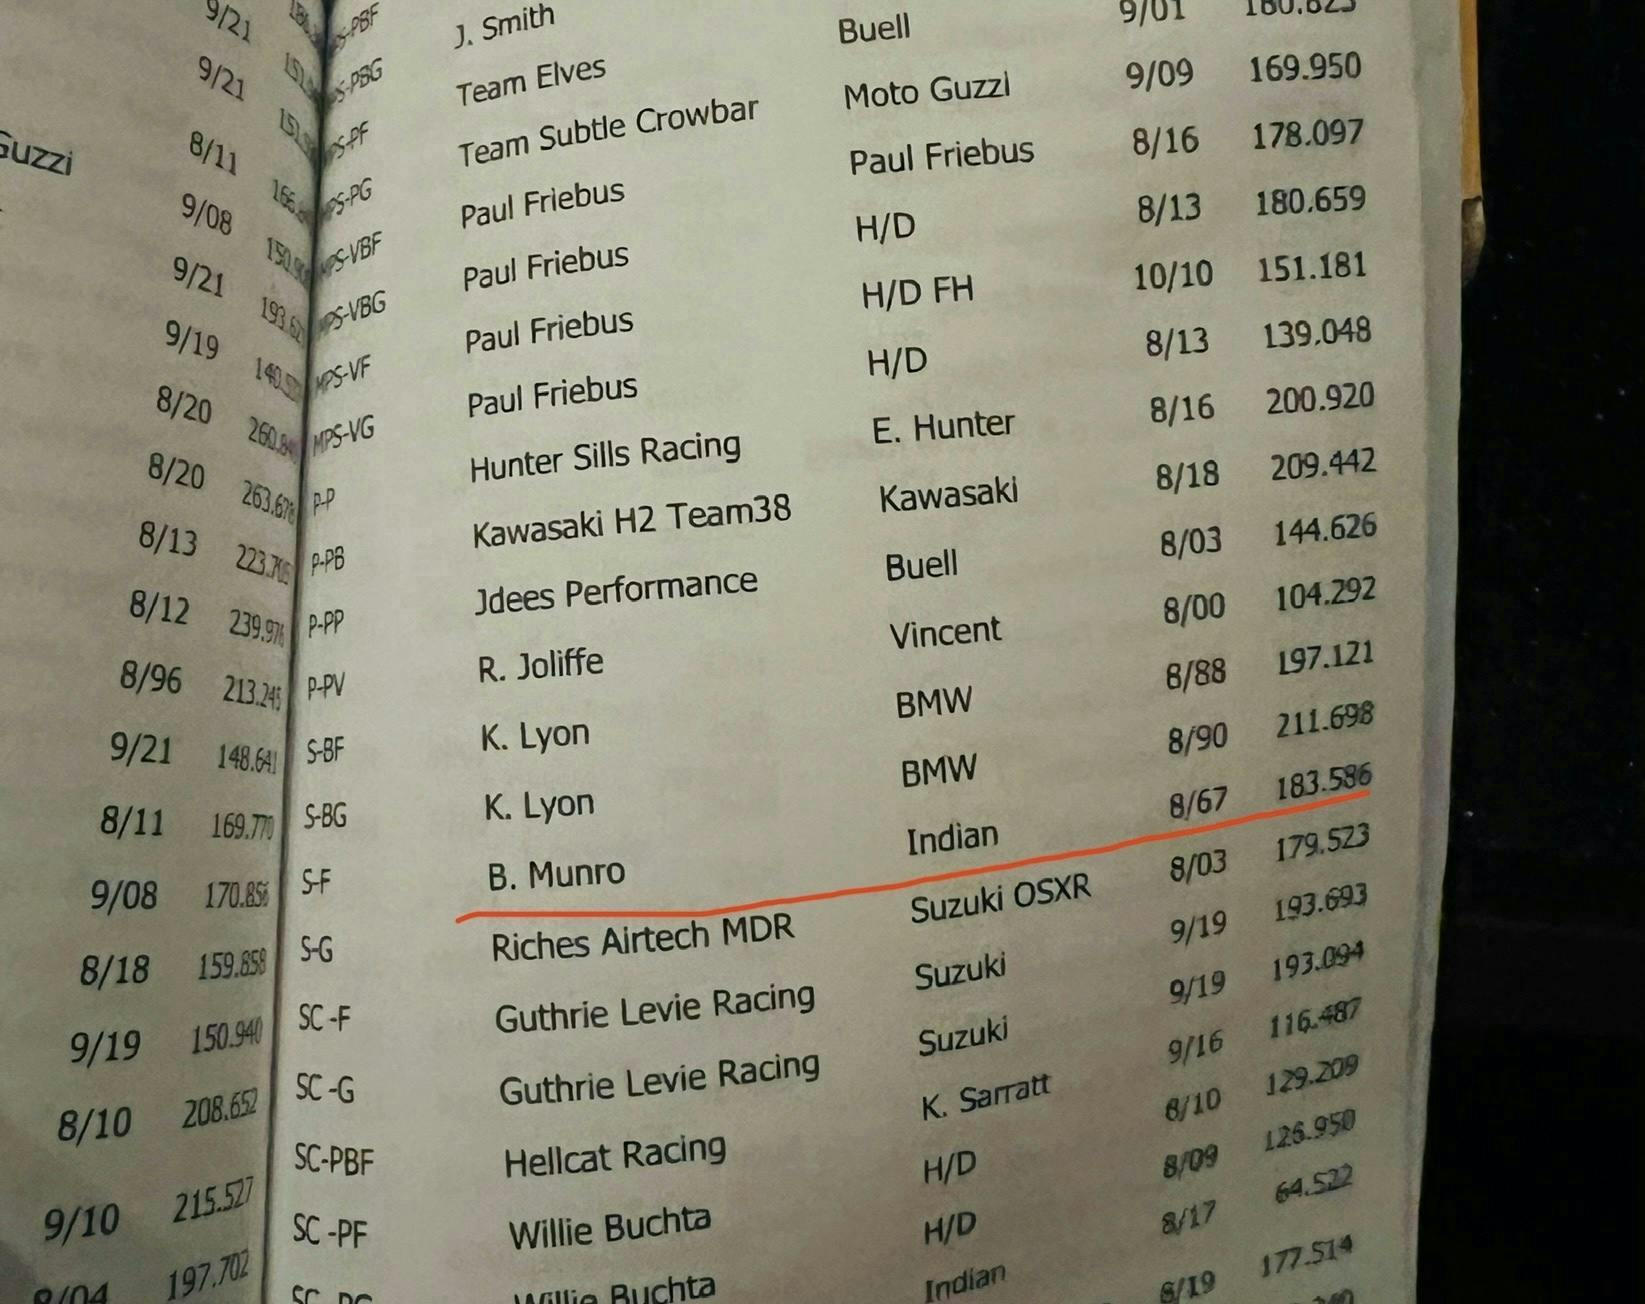 9/21
9/21
Guzzi 8/11
9/08
9/21 193.621
9/19
8/20
8/20 263.678
8/13 223.705
8/12 239.976
8/96 213.245
9/21 148.641
8/11 169.770
9/08 170.856
8/18 159.858
9/19 150.940
8/10 208.652
9/10 215.527
197.702
J. Smith
Team Elves Buell 9/01 180.823
MPS-PG Team Subtle Crowbar Moto Guzzi 9/09 169.950
MPS-VBF Paul Friebus Paul Friebus 8/16 178.097
MPS-VBG Paul Friebus H/D 8/13 180.659
MPS-VF Paul Friebus H/D FH 10/10 151.181
MPS-VG Paul Friebus H/D 8/13 139.048
P-P Hunter Sills Racing E. Hunter 8/16 200.920
P-PB Kawasaki H2 Team38 Kawasaki 8/18 209.442
P-PP Jdees Performance Buell 8/03 144.626
P-PV R. Joliffe Vincent 8/00 104.292
S-BF K. Lyon BMW 8/88 197.121
S-BG K. Lyon BMW 8/90 211.698
S-F B. Munro Indian 8/67 183.586
S-G Riches Airtech MDR Suzuki OSXR 8/03 179.523
SC -F Guthrie Levie Racing Suzuki 9/19 193.693
SC -G Guthrie Levie Racing Suzuki 9/19 193.094
SC-PBF Hellcat Racing K. Sarratt 9/16 116.487
SC -PF Willie Buchta H/D 8/10 129.209
Willie Buchta H/D 8/09 126.950
Indian 8/17 64.522
177.514